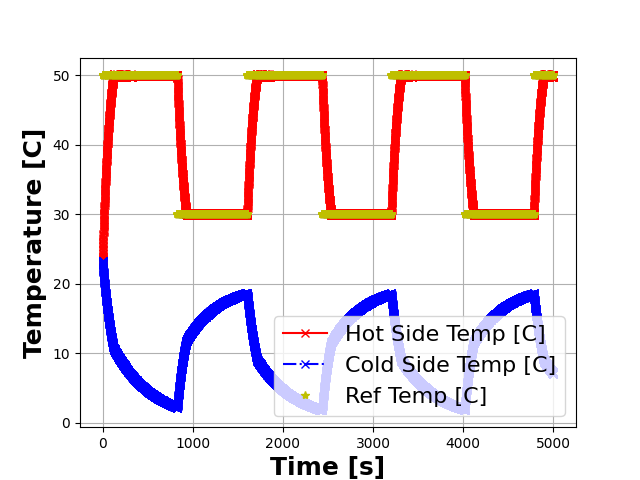 50
40
30
20
10
0
Temperature [C]
Hot Side Temp [C]
Cold Side Temp [C]
Ref Temp [C]
0 1000 2000 3000 4000 5000
Time [s]